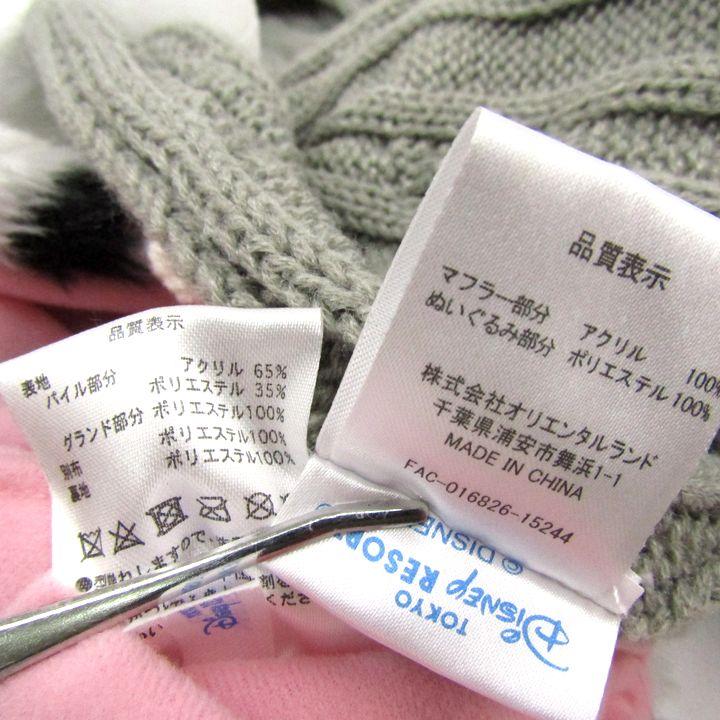 品質表示
表地
パイル部分 アクリル 65%
ポリエステル 35%
グランド部分 ポリエステル100%
別布 ポリエステル100%
裏地 ポリエステル100%
品質表示
マフラー部分 アクリル 100%
ぬいぐるみ部分 ポリエステル 100%
株式会社オリエンタルランド
千葉県浦安市舞浜1-1
MADE IN CHINA
FAC-016826-15244
TOKYO
DISNEY RESORT
© DISNEY